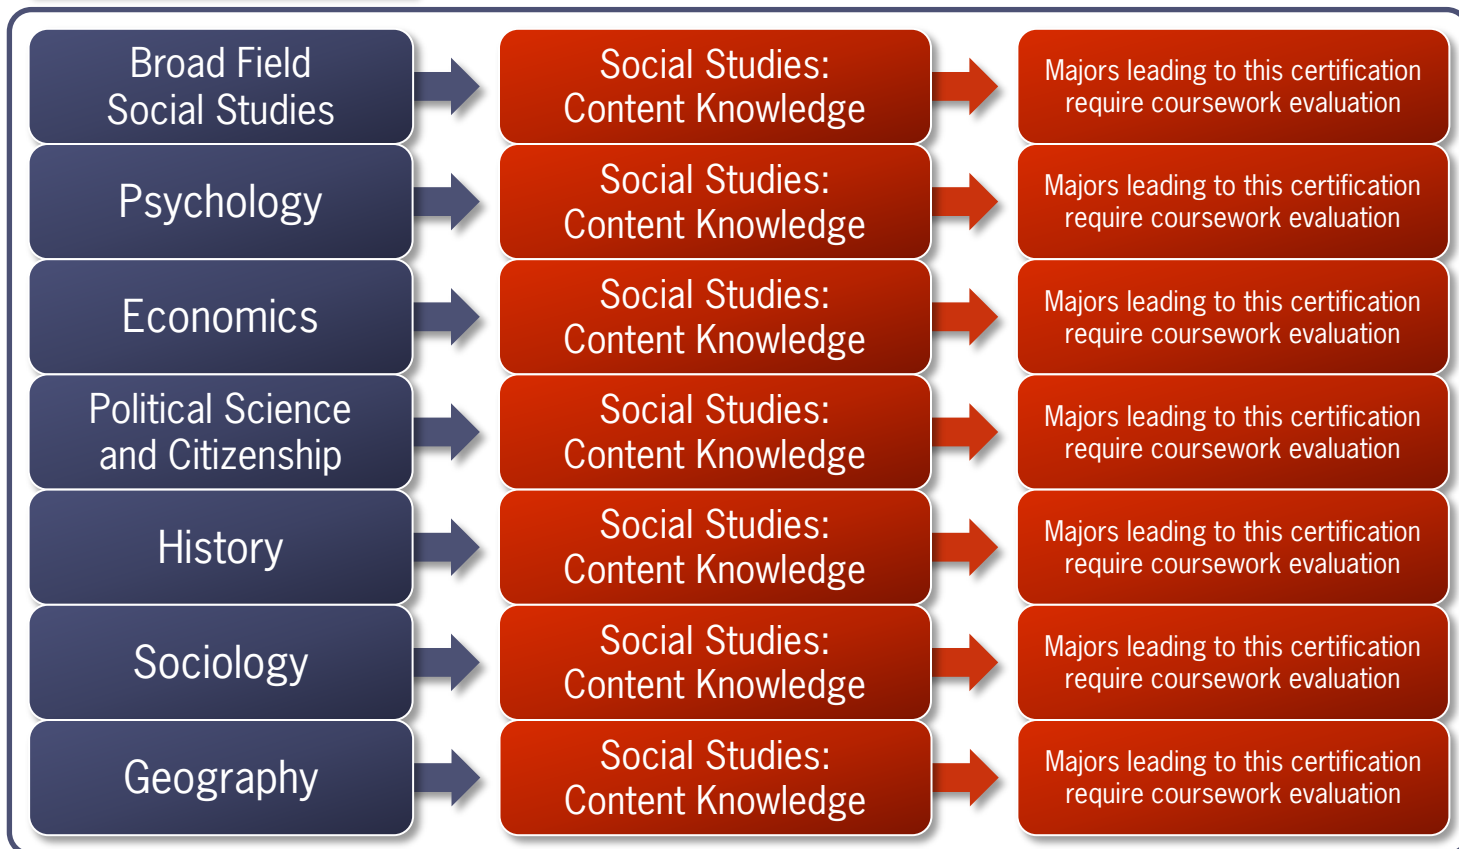 Broad Field
Social Studies
Social Studies:
Content Knowledge
Majors leading to this certification
require coursework evaluation
Psychology
Social Studies:
Content Knowledge
Majors leading to this certification
require coursework evaluation
Economics
Social Studies:
Content Knowledge
Majors leading to this certification
require coursework evaluation
Political Science
and Citizenship
Social Studies:
Content Knowledge
Majors leading to this certification
require coursework evaluation
History
Social Studies:
Content Knowledge
Majors leading to this certification
require coursework evaluation
Sociology
Social Studies:
Content Knowledge
Majors leading to this certification
require coursework evaluation
Geography
Social Studies:
Content Knowledge
Majors leading to this certification
require coursework evaluation